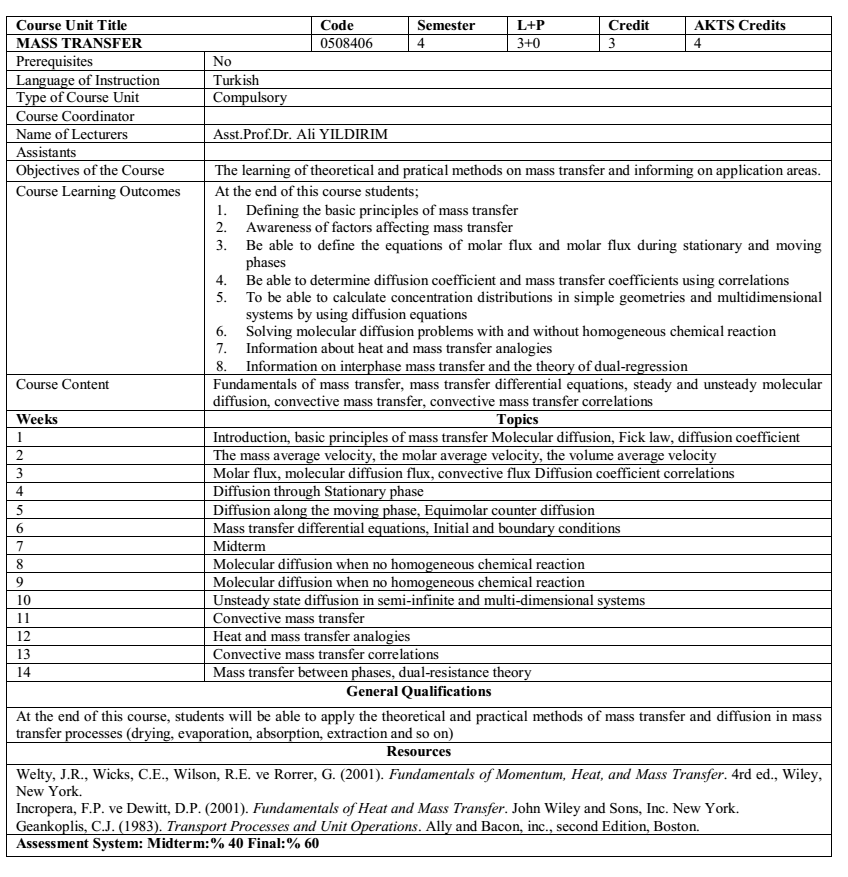 Course Unit Title Code Semester L+P Credit AKTS Credits
MASS TRANSFER 0508406 4 3+0 3 4
Prerequisites No
Language of Instruction Turkish
Type of Course Unit Compulsory
Course Coordinator
Name of Lecturers Asst.Prof.Dr. Ali YILDIRIM
Assistants
Objectives of the Course The learning of theoretical and pratical methods on mass transfer and informing on application areas.
Course Learning Outcomes At the end of this course students;
1. Defining the basic principles of mass transfer
2. Awareness of factors affecting mass transfer
3. Be able to define the equations of molar flux and molar flux during stationary and moving
phases
4. Be able to determine diffusion coefficient and mass transfer coefficients using correlations
5. To be able to calculate concentration distributions in simple geometries and multidimensional
systems by using diffusion equations
6. Solving molecular diffusion problems with and without homogeneous chemical reaction
7. Information about heat and mass transfer analogies
8. Information on interphase mass transfer and the theory of dual-regression
Course Content Fundamentals of mass transfer, mass transfer differential equations, steady and unsteady molecular
diffusion, convective mass transfer, convective mass transfer correlations
Weeks Topics
1 Introduction, basic principles of mass transfer Molecular diffusion, Fick law, diffusion coefficient
2 The mass average velocity, the molar average velocity, the volume average velocity
3 Molar flux, molecular diffusion flux, convective flux Diffusion coefficient correlations
4 Diffusion through Stationary phase
5 Diffusion along the moving phase, Equimolar counter diffusion
6 Mass transfer differential equations, Initial and boundary conditions
7 Midterm
8 Molecular diffusion when no homogeneous chemical reaction
9 Molecular diffusion when no homogeneous chemical reaction
10 Unsteady state diffusion in semi-infinite and multi-dimensional systems
11 Convective mass transfer
12 Heat and mass transfer analogies
13 Convective mass transfer correlations
14 Mass transfer between phases, dual-resistance theory
General Qualifications
At the end of this course, students will be able to apply the theoretical and practical methods of mass transfer and diffusion in mass
transfer processes (drying, evaporation, absorption, extraction and so on)
Resources
Welty, J.R., Wicks, C.E., Wilson, R.E. ve Rorrer, G. (2001). Fundamentals of Momentum, Heat, and Mass Transfer. 4rd ed., Wiley,
New York.
Incropera, F.P. ve Dewitt, D.P. (2001). Fundamentals of Heat and Mass Transfer. John Wiley and Sons, Inc. New York.
Geankoplis, C.J. (1983). Transport Processes and Unit Operations. Ally and Bacon, inc., second Edition, Boston.
Assessment System: Midterm:% 40 Final:% 60